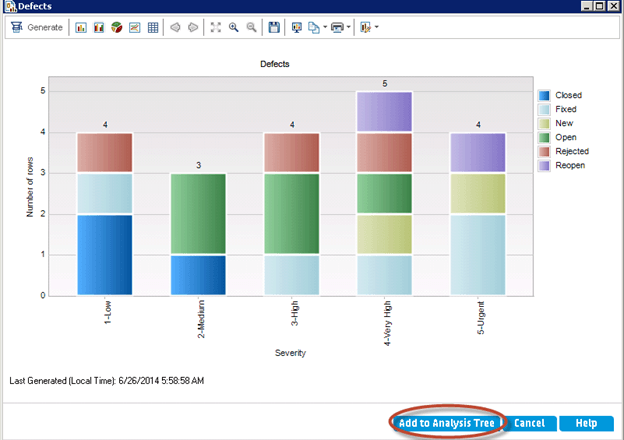 Defects
Generate
Defects
Number of rows
5
4
3
2
1
0
4
3
4
5
4
1-Low
2-Medium
3-High
4-Very High
5-Urgent
Severity
Closed
Fixed
New
Open
Rejected
Reopen
Last Generated (Local Time): 6/26/2014 5:58:58 AM
Add to Analysis Tree
Cancel
Help